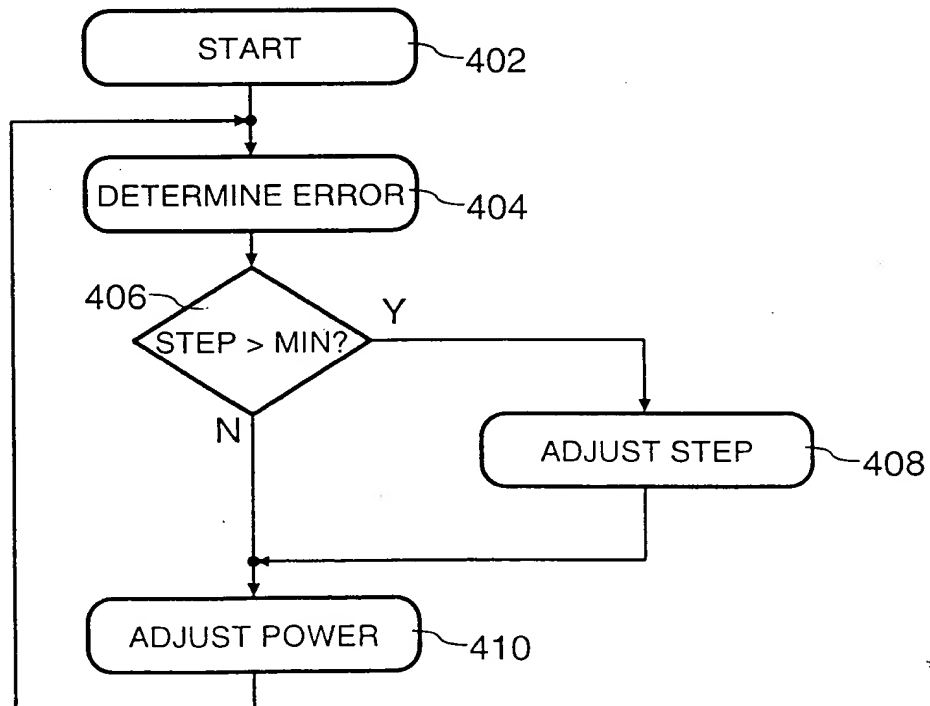 START
402
DETERMINE ERROR
404
406
STEP > MIN?
Y
N
ADJUST STEP
408
ADJUST POWER
410